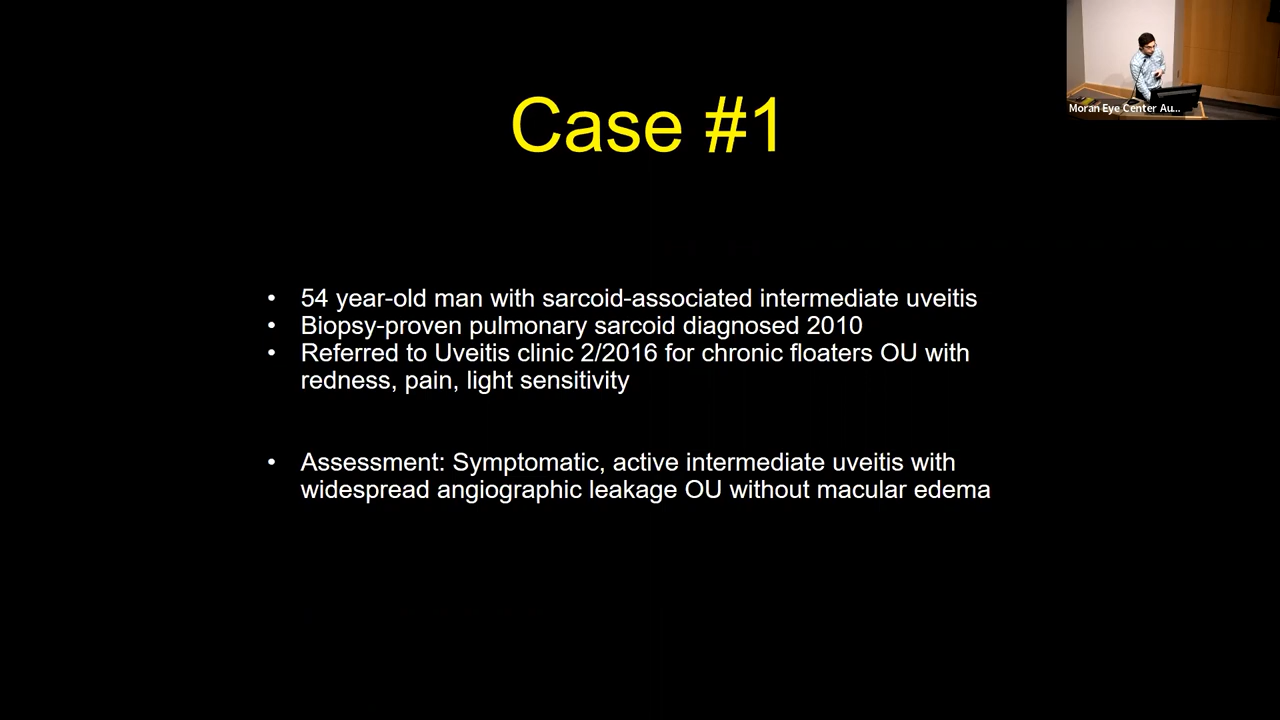 Case #1
• 54 year-old man with sarcoid-associated intermediate uveitis
• Biopsy-proven pulmonary sarcoid diagnosed 2010
• Referred to Uveitis clinic 2/2016 for chronic floaters OU with
redness, pain, light sensitivity
• Assessment: Symptomatic, active intermediate uveitis with
widespread angiographic leakage OU without macular edema
Moran Eye Center Au...